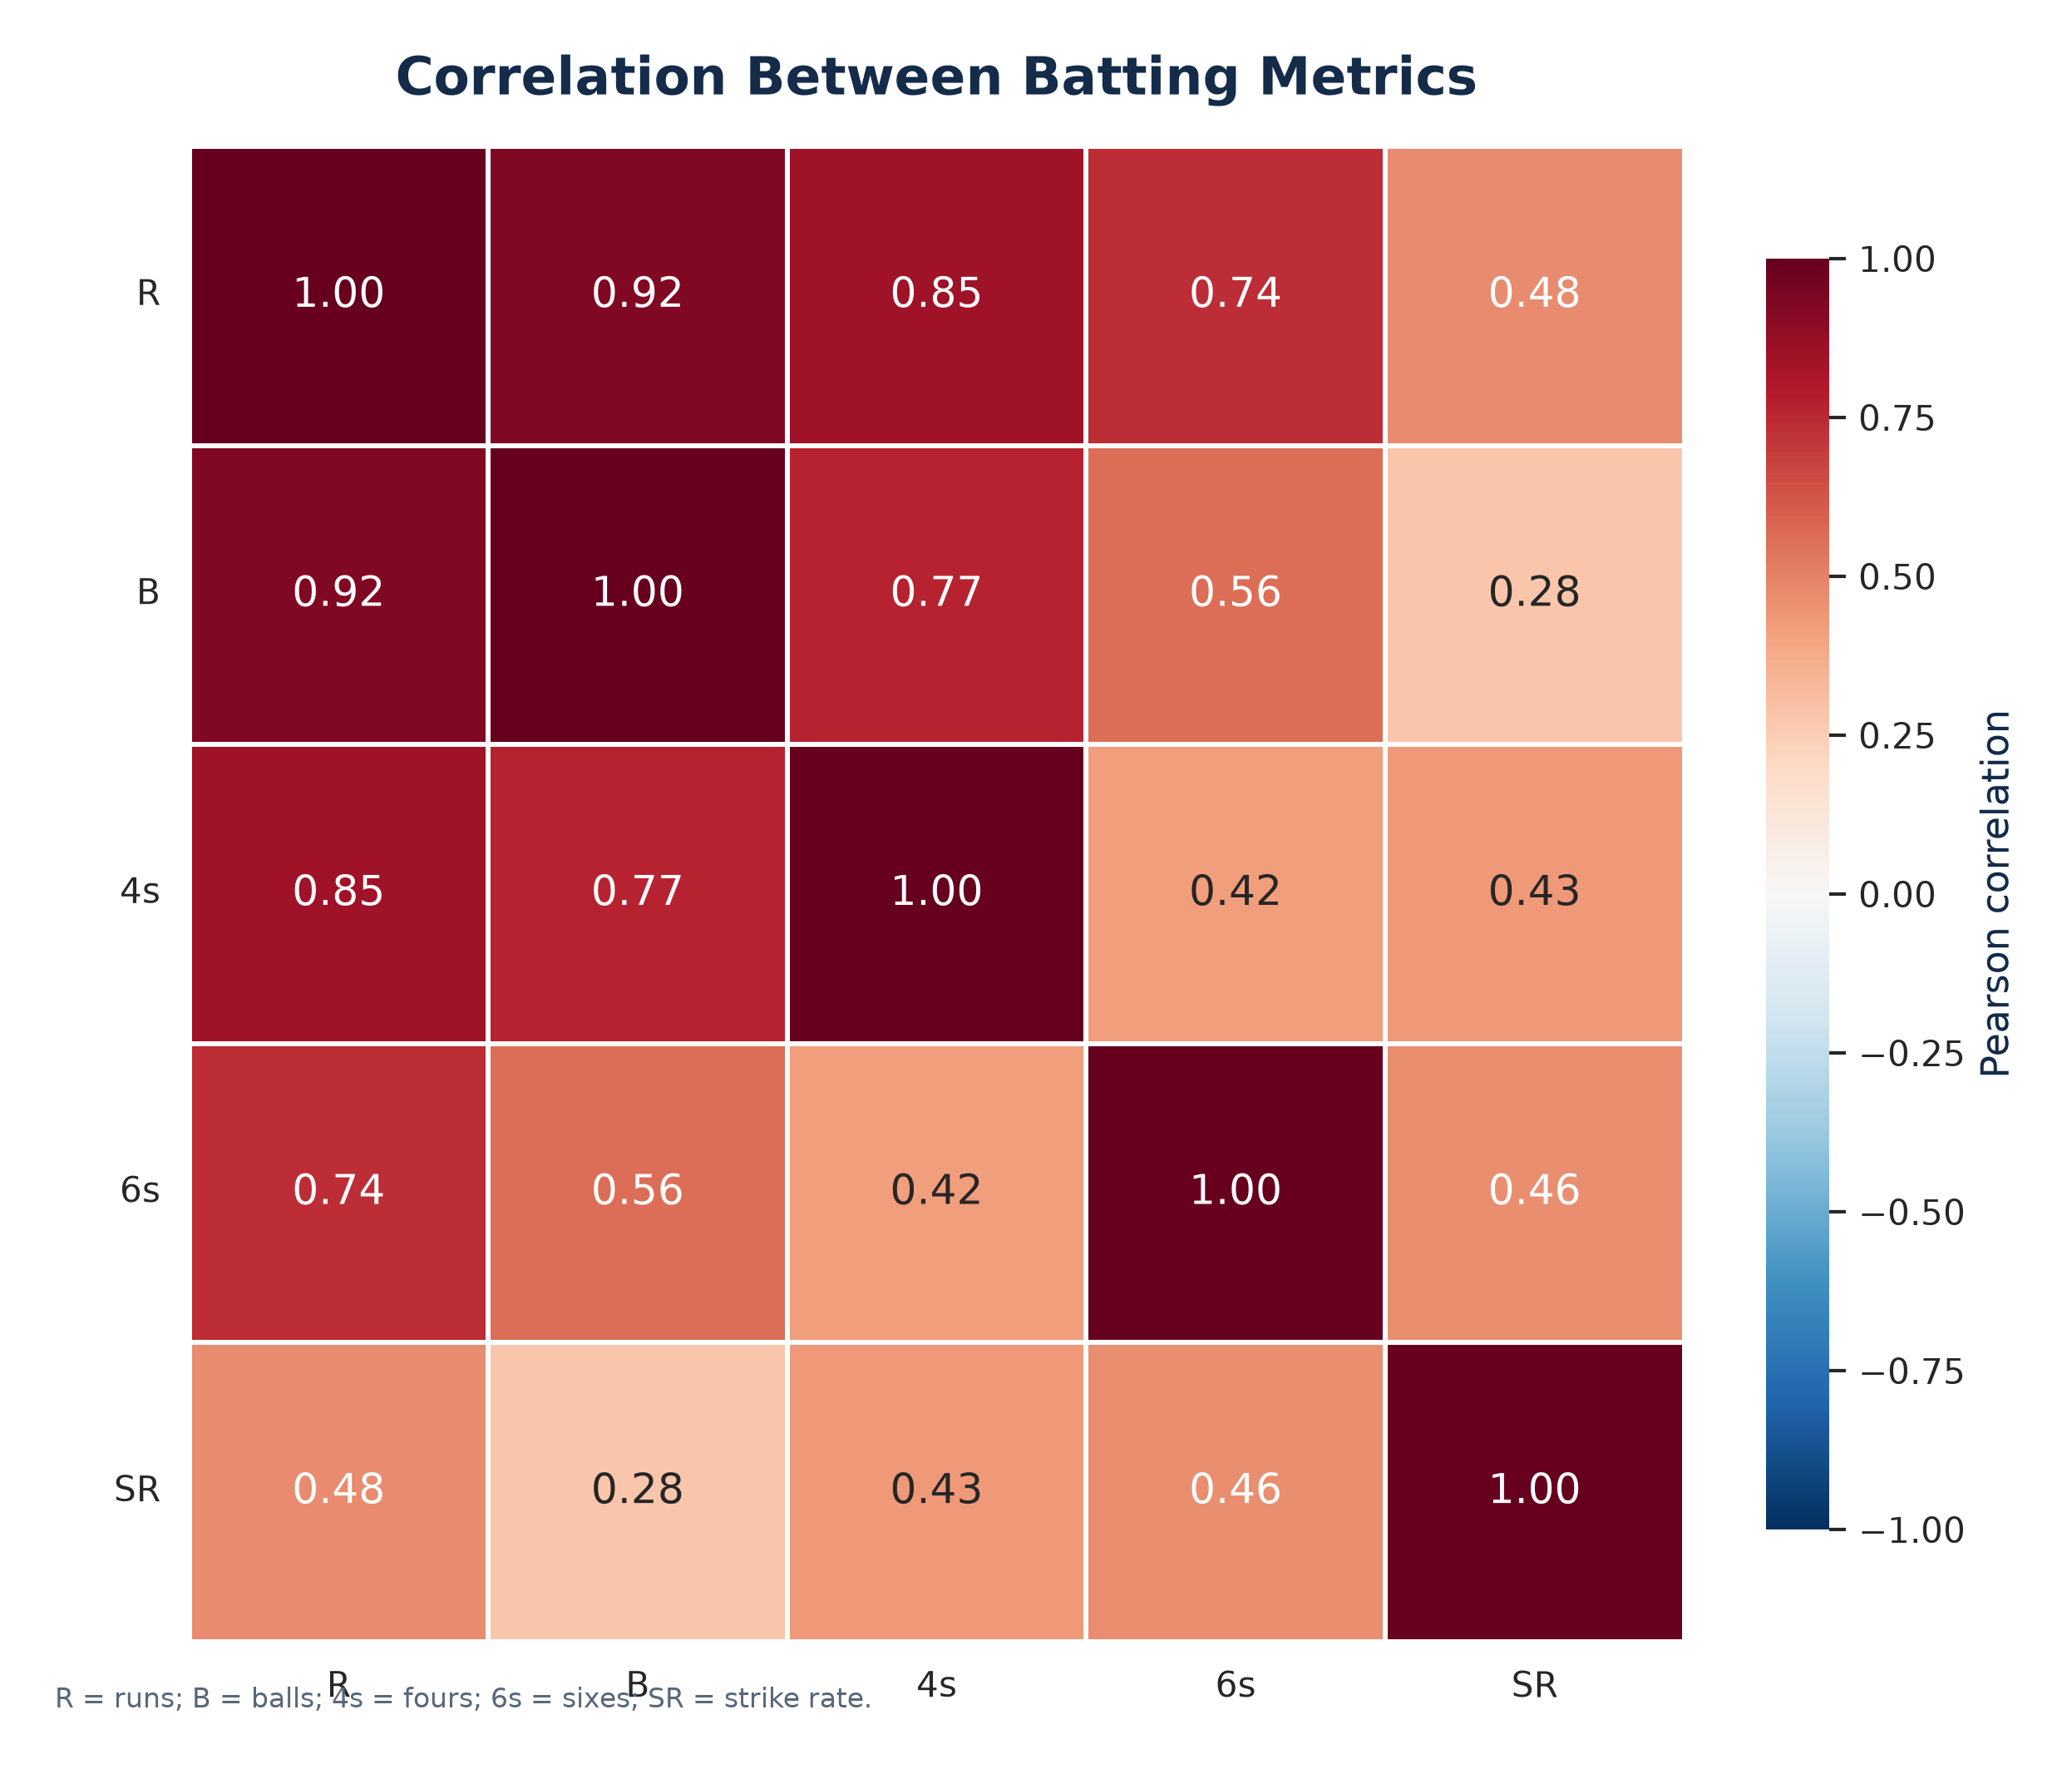 Correlation Between Batting Metrics
R 1.00 0.92 0.85 0.74 0.48
B 0.92 1.00 0.77 0.56 0.28
4s 0.85 0.77 1.00 0.42 0.43
6s 0.74 0.56 0.42 1.00 0.46
SR 0.48 0.28 0.43 0.46 1.00
R B 4s 6s SR
R = runs; B = balls; 4s = fours; 6s = sixes; SR = strike rate.
1.00
0.75
0.50
0.25
0.00
−0.25
−0.50
−0.75
−1.00
Pearson correlation